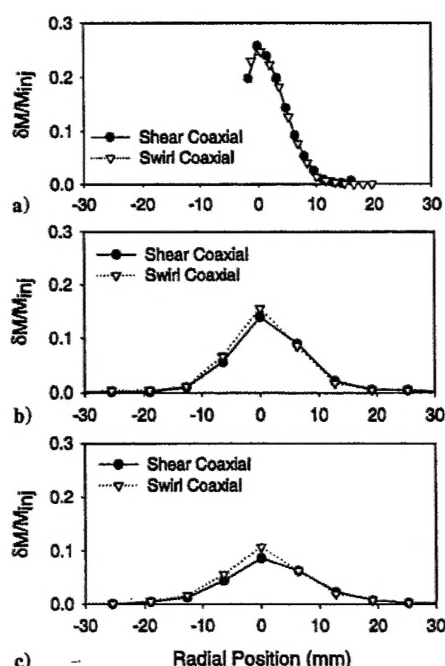 0.3
0.2
δM/Minj
0.1
Shear Coaxial
Swirl Coaxial
0.0
a)
-30 -20 -10 0 10 20 30
0.3
Shear Coaxial
Swirl Coaxial
0.2
δM/Minj
0.1
0.0
b)
-30 -20 -10 0 10 20 30
0.3
Shear Coaxial
Swirl Coaxial
0.2
δM/Minj
0.1
0.0
-30 -20 -10 0 10 20 30
c)
Radial Position (mm)